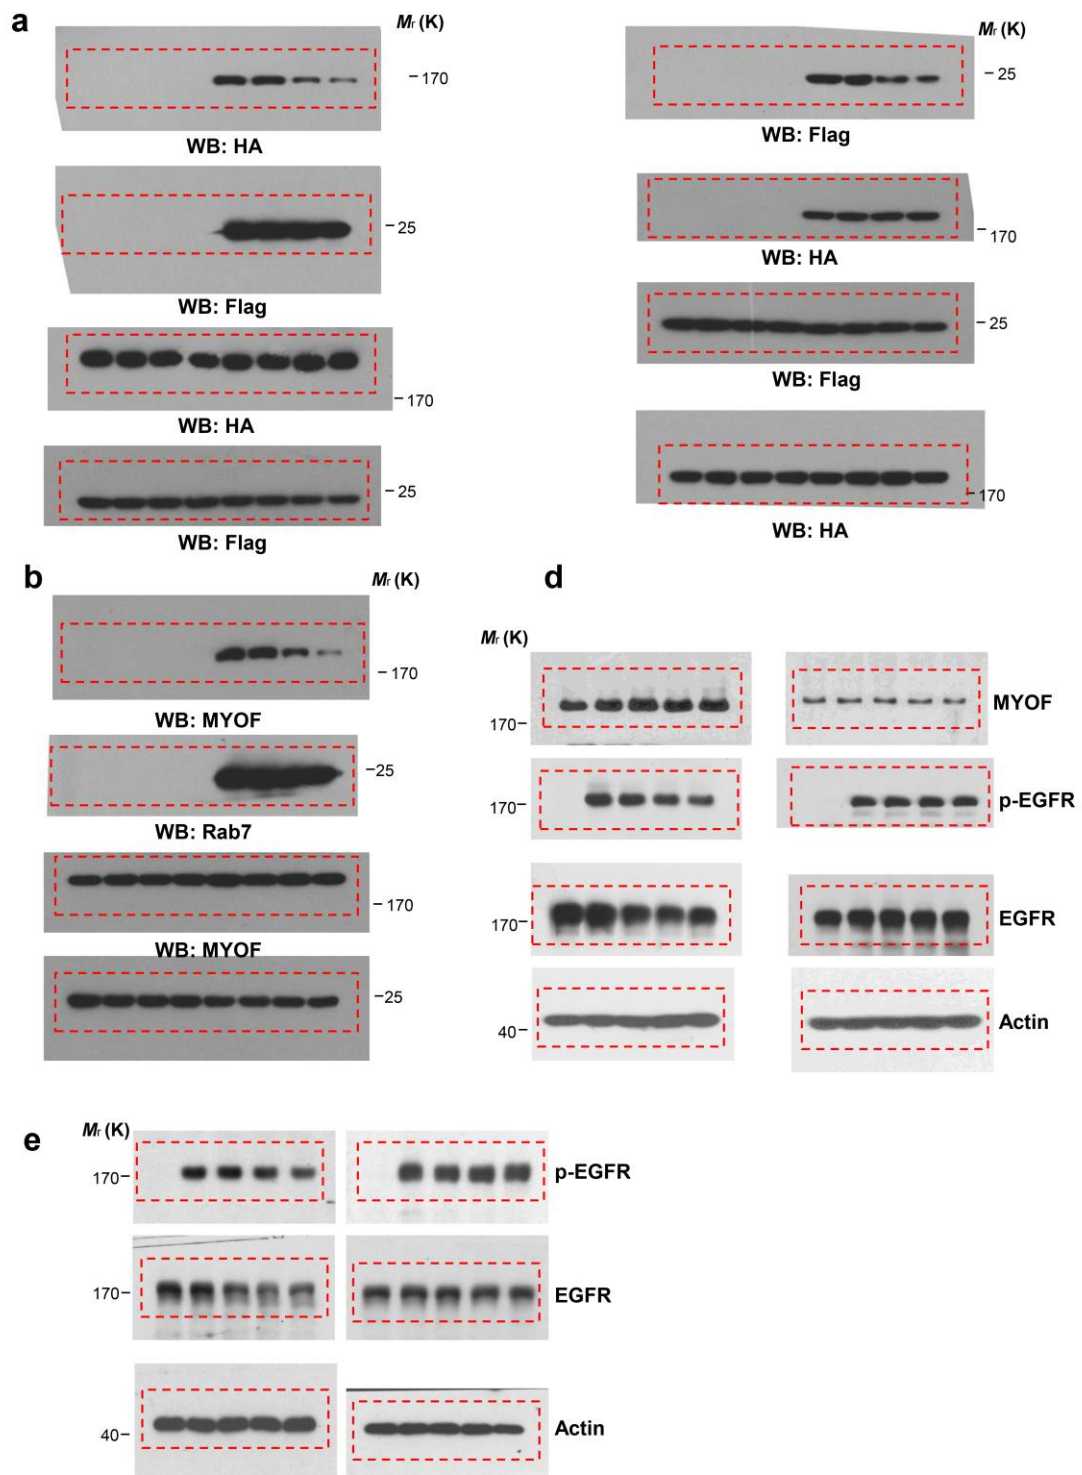 a
Mr (K)
170
WB: HA
25
WB: Flag
170
WB: HA
25
WB: Flag
Mr (K)
25
WB: Flag
170
WB: HA
25
WB: Flag
170
WB: HA
b
Mr (K)
170
WB: MYOF
25
WB: Rab7
170
WB: MYOF
25
d
Mr (K)
170
MYOF
170
p-EGFR
170
EGFR
40
Actin
e
Mr (K)
170
p-EGFR
170
EGFR
40
Actin